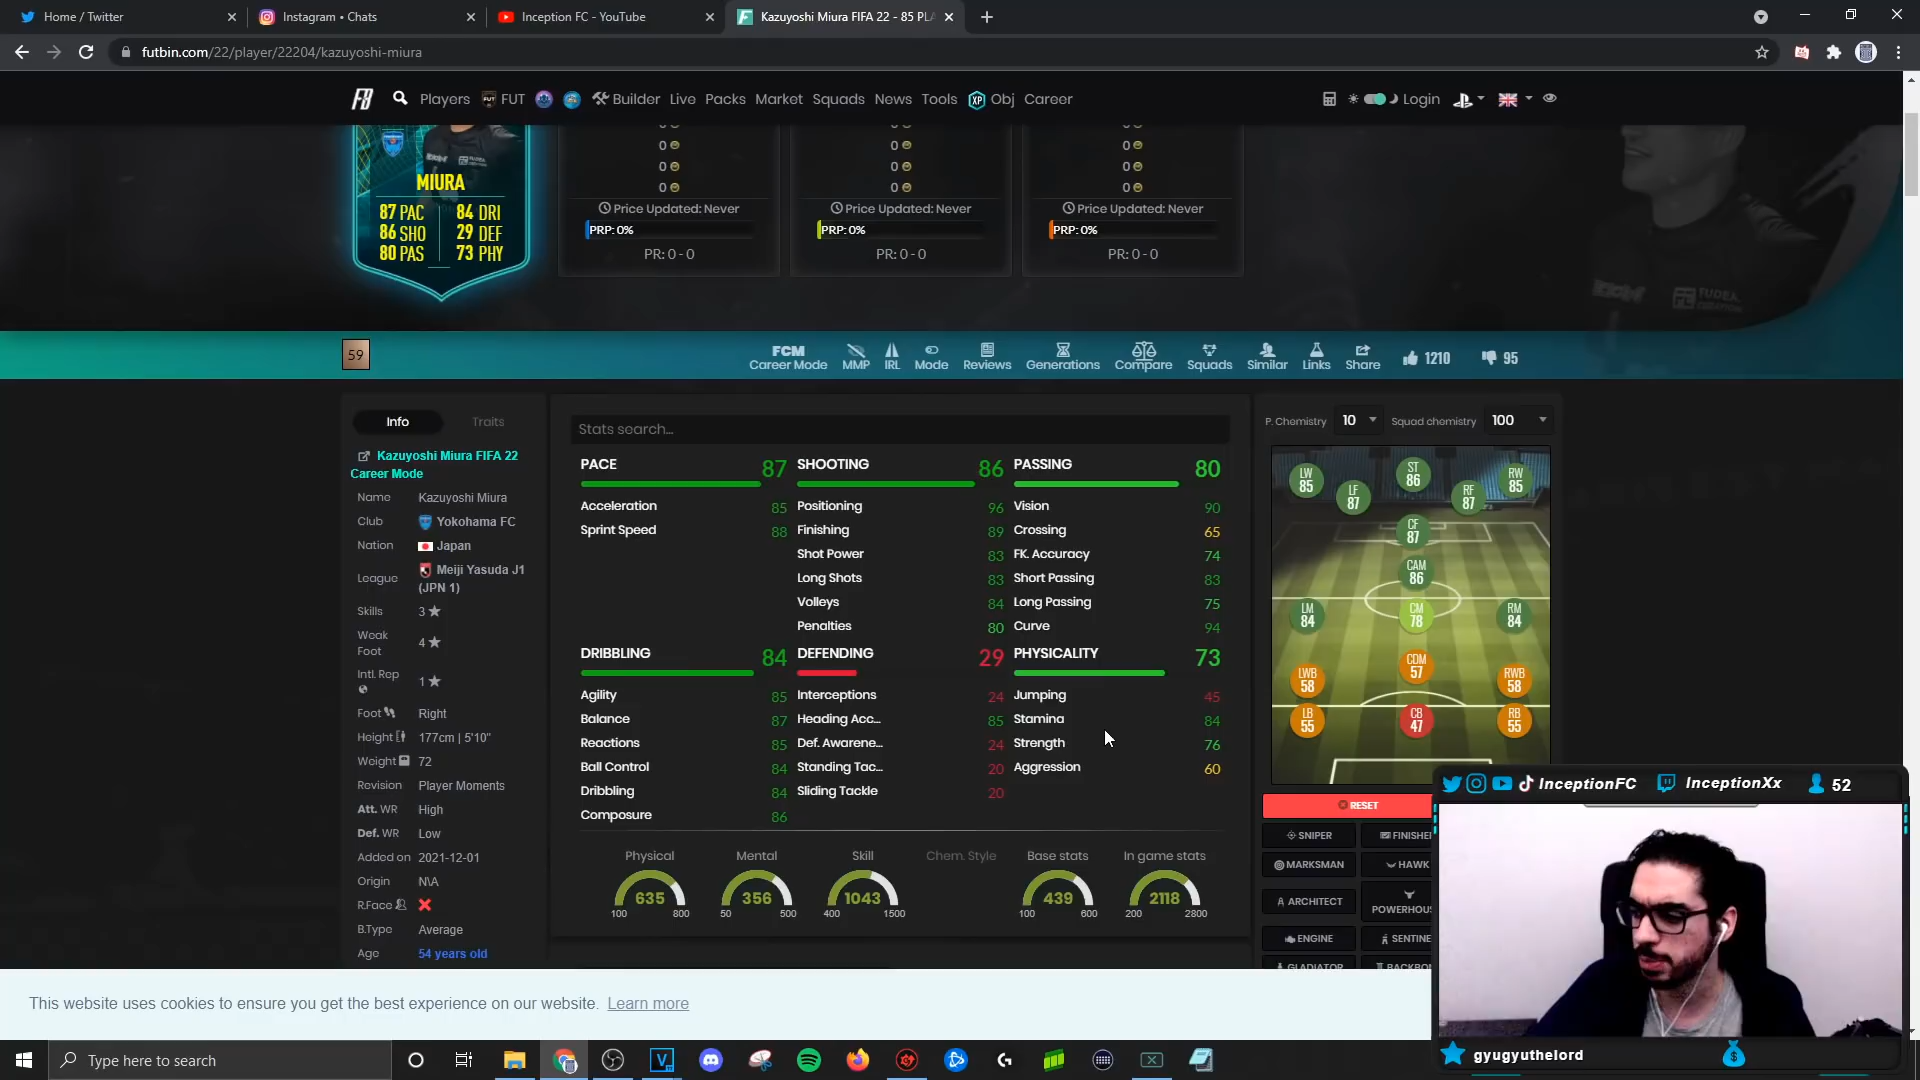 Home / Twitter
Instagram • Chats
Inception FC - YouTube
Kazuyoshi Miura FIFA 22 - 85 PLA
futbin.com/22/player/22204/kazuyoshi-miura
Players FUT Builder Live Packs Market Squads News Tools XP Obj Career Login
MIURA
87 PAC 84 DRI
86 SHO 29 DEF
80 PAS 73 PHY
0 0 0
0 0 0
0 0 0
Price Updated: Never Price Updated: Never Price Updated: Never
PRP: 0% PRP: 0% PRP: 0%
PR: 0 - 0 PR: 0 - 0 PR: 0 - 0
59
FCM
Career Mode MMP IRL Mode Reviews Generations Compare Squads Similar Links Share 1210 95
Info Traits
Kazuyoshi Miura FIFA 22
Career Mode
Name Kazuyoshi Miura
Club Yokohama FC
Nation Japan
League Meiji Yasuda J1
(JPN 1)
Skills 3
Weak
Foot 4
Intl. Rep 1
Foot Right
Height 177cm | 5'10"
Weight 72
Revision Player Moments
Att. WR High
Def. WR Low
Added on 2021-12-01
Origin N\A
R.Face
B.Type Average
Age 54 years old
Stats search...
PACE 87
Acceleration 85
Sprint Speed 88
SHOOTING 86
Positioning 96
Finishing 89
Shot Power 83
Long Shots 83
Volleys 84
Penalties 80
PASSING 80
Vision 90
Crossing 65
FK. Accuracy 74
Short Passing 83
Long Passing 75
Curve 94
DRIBBLING 84
Agility 85
Balance 87
Reactions 85
Ball Control 84
Dribbling 84
Composure 86
DEFENDING 29
Interceptions 24
Heading Acc... 85
Def. Awarene... 24
Standing Tac... 20
Sliding Tackle 20
PHYSICALITY 73
Jumping 45
Stamina 84
Strength 76
Aggression 60
Physical Mental Skill Chem. Style Base stats In game stats
635 356 1043 439 2118
100 800 50 500 400 1500 100 600 200 2800
P. Chemistry 10 Squad chemistry 100
LW 85
ST 86
RW 85
LF 87
RF 87
CF 87
CAM 86
LM 84
CM 78
RM 84
CDM 57
LWB 58
RWB 58
LB 55
CB 47
RB 55
RESET
SNIPER FINISHE
MARKSMAN HAWK
ARCHITECT POWERHOUS
ENGINE SENTINE
GLADIATOR BACKBO
InceptionFC InceptionXx 52
gyugyuthelord
This website uses cookies to ensure you get the best experience on our website. Learn more
Type here to search